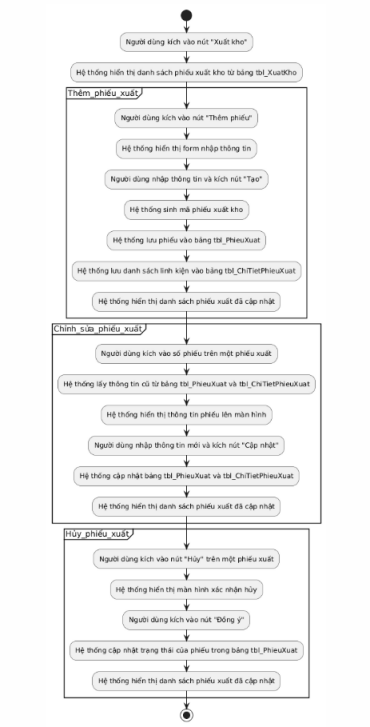 Người dùng kích vào nút "Xuất kho"
Hệ thống hiển thị danh sách phiếu xuất kho từ bảng tbl_XuatKho
Thêm_phiếu_xuất
Người dùng kích vào nút "Thêm phiếu"
Hệ thống hiển thị form nhập thông tin
Người dùng nhập thông tin và kích nút "Tạo"
Hệ thống sinh mã phiếu xuất kho
Hệ thống lưu phiếu vào bảng tbl_PhieuXuat
Hệ thống lưu danh sách linh kiện vào bảng tbl_ChiTietPhieuXuat
Hệ thống hiển thị danh sách phiếu xuất đã cập nhật
Chỉnh_sửa_phiếu_xuất
Người dùng kích vào số phiếu trên một phiếu xuất
Hệ thống lấy thông tin cũ từ bảng tbl_PhieuXuat và tbl_ChiTietPhieuXuat
Hệ thống hiển thị thông tin phiếu lên màn hình
Người dùng nhập thông tin mới và kích nút "Cập nhật"
Hệ thống cập nhật bảng tbl_PhieuXuat và tbl_ChiTietPhieuXuat
Hệ thống hiển thị danh sách phiếu xuất đã cập nhật
Hủy_phiếu_xuất
Người dùng kích vào nút "Hủy" trên một phiếu xuất
Hệ thống hiển thị màn hình xác nhận hủy
Người dùng kích vào nút "Đồng ý"
Hệ thống cập nhật trạng thái của phiếu trong bảng tbl_PhieuXuat
Hệ thống hiển thị danh sách phiếu xuất đã cập nhật